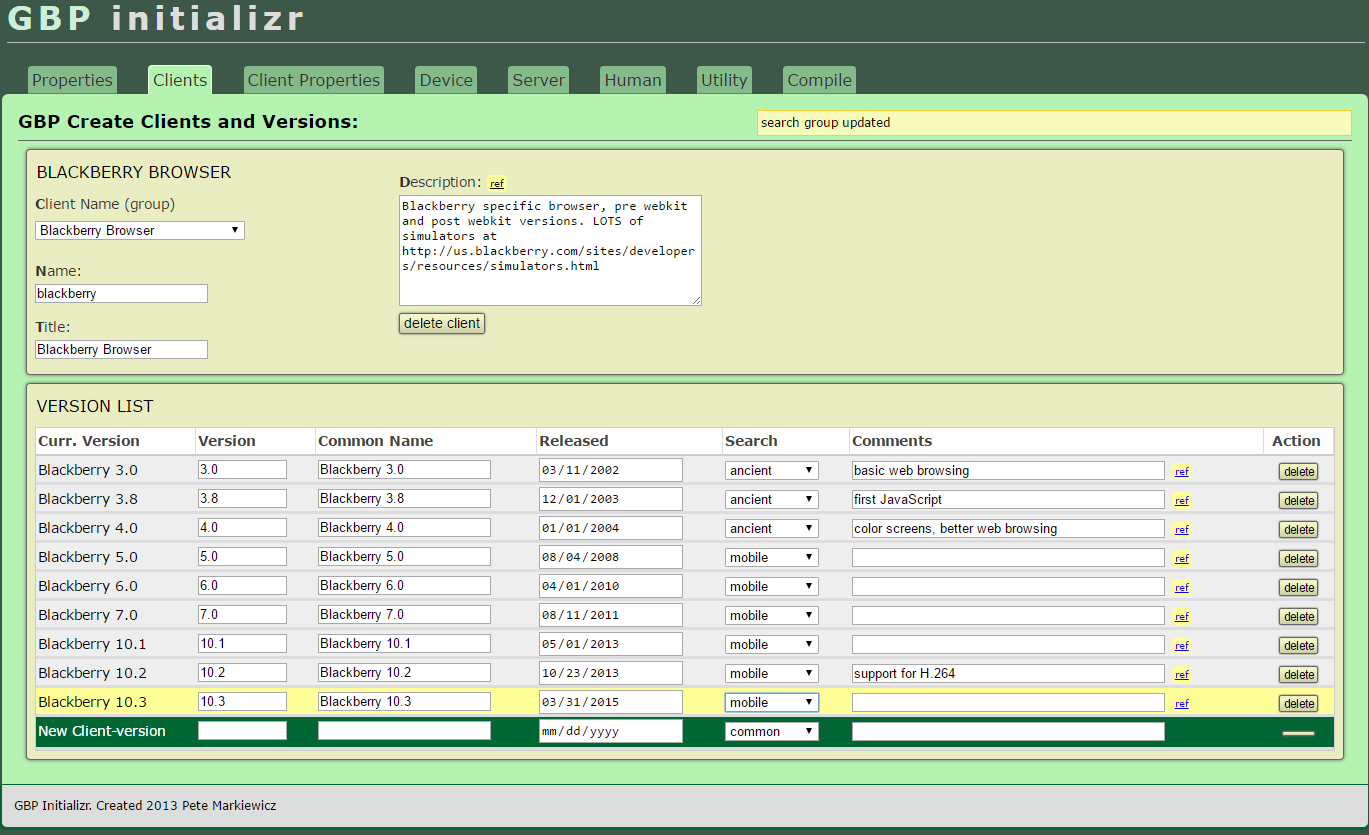 GBP initializr
Properties Clients Client Properties Device Server Human Utility Compile
GBP Create Clients and Versions:
search group updated
BLACKBERRY BROWSER
Client Name (group)
Blackberry Browser
Name:
blackberry
Title:
Blackberry Browser
Description: ref
Blackberry specific browser, pre webkit
and post webkit versions. LOTS of
simulators at
http://us.blackberry.com/sites/developer
s/resources/simulators.html
delete client
VERSION LIST
Curr. Version Version Common Name Released Search Comments Action
Blackberry 3.0 3.0 Blackberry 3.0 03/11/2002 ancient basic web browsing ref delete
Blackberry 3.8 3.8 Blackberry 3.8 12/01/2003 ancient first JavaScript ref delete
Blackberry 4.0 4.0 Blackberry 4.0 01/01/2004 ancient color screens, better web browsing ref delete
Blackberry 5.0 5.0 Blackberry 5.0 08/04/2008 mobile ref delete
Blackberry 6.0 6.0 Blackberry 6.0 04/01/2010 mobile ref delete
Blackberry 7.0 7.0 Blackberry 7.0 08/11/2011 mobile ref delete
Blackberry 10.1 10.1 Blackberry 10.1 05/01/2013 mobile ref delete
Blackberry 10.2 10.2 Blackberry 10.2 10/23/2013 mobile support for H.264 ref delete
Blackberry 10.3 10.3 Blackberry 10.3 03/31/2015 mobile ref delete
New Client-version mm/dd/yyyy common
GBP Initializr. Created 2013 Pete Markiewicz